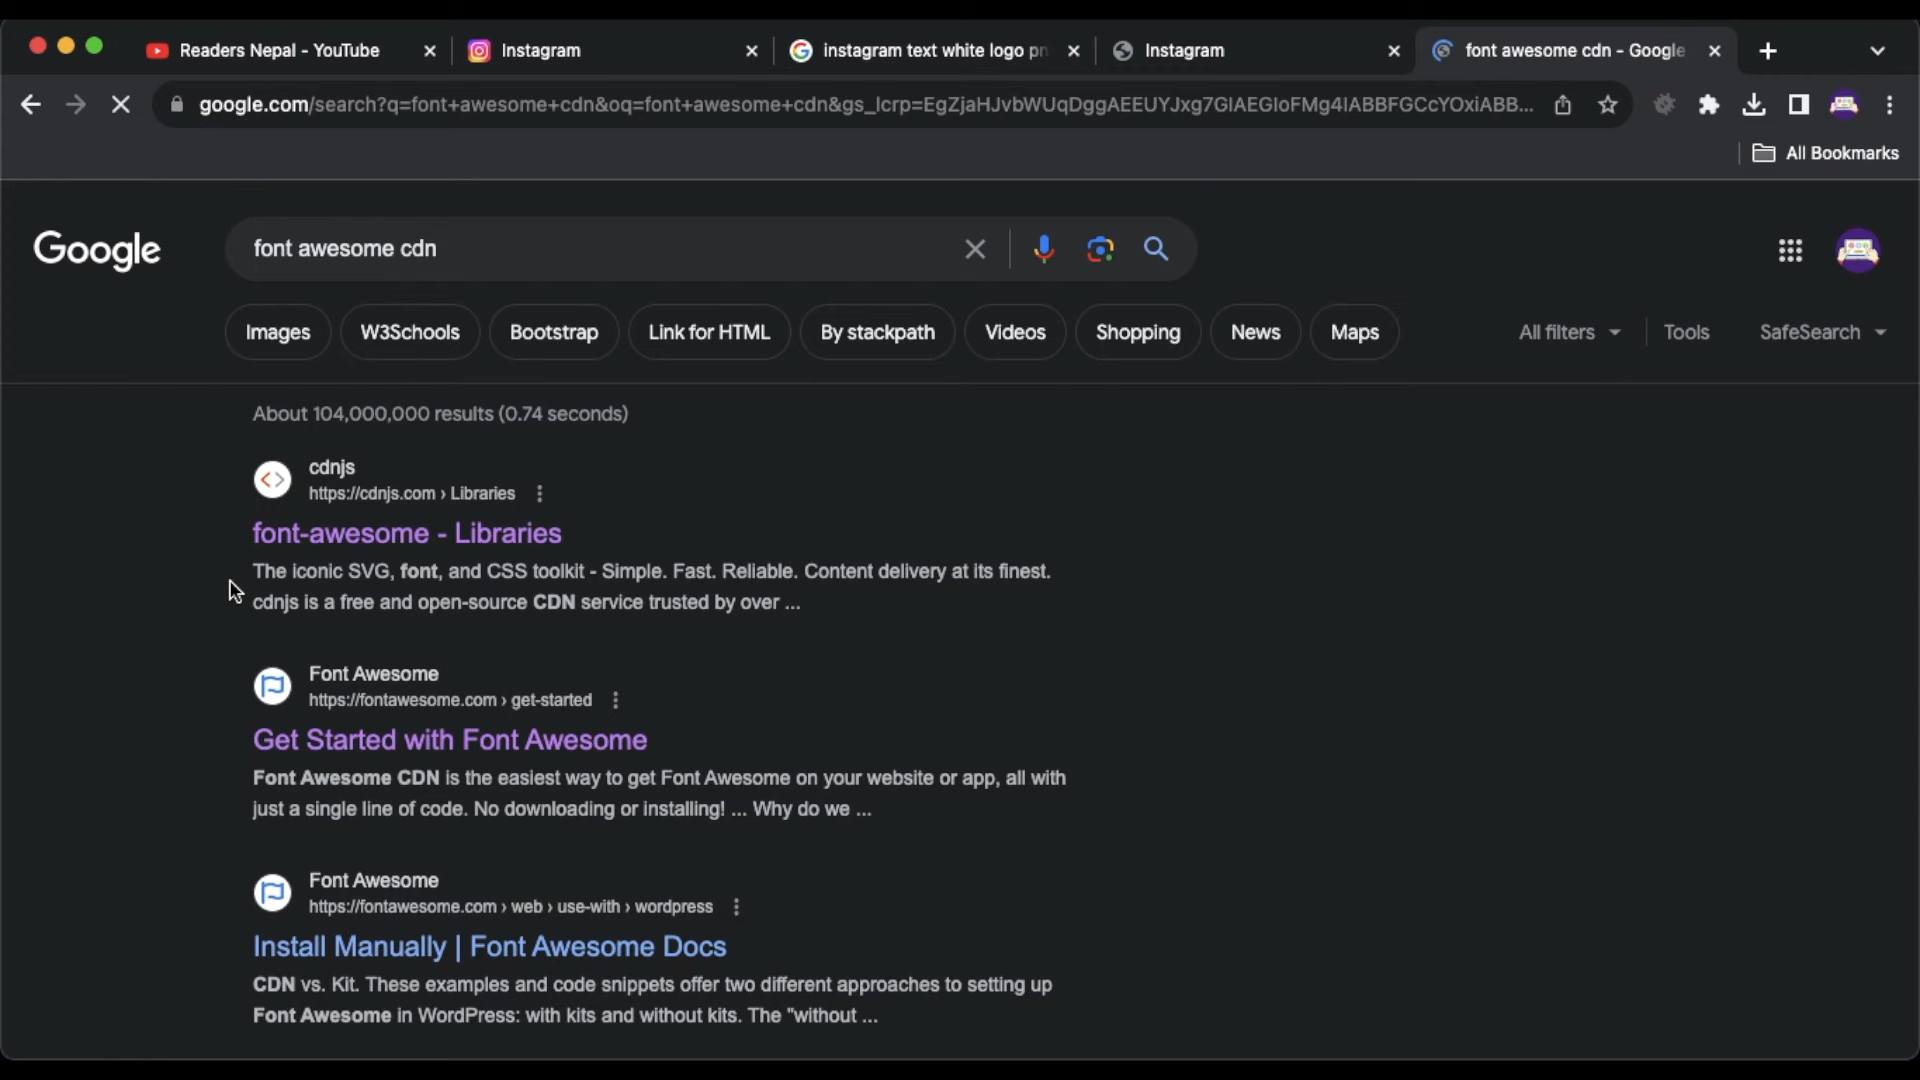 Readers Nepal - YouTube
Instagram
instagram text white logo pn
Instagram
font awesome cdn - Google
google.com/search?q=font+awesome+cdn&oq=font+awesome+cdn&gs_lcrp=EgZjaHJvbWUqDggAEEUYJxg7GIAEGIoFMg4IABBFGCcYOxiABB...
All Bookmarks
Google
font awesome cdn
Images
W3Schools
Bootstrap
Link for HTML
By stackpath
Videos
Shopping
News
Maps
All filters
Tools
SafeSearch
About 104,000,000 results (0.74 seconds)
cdnjs
https://cdnjs.com › Libraries
font-awesome - Libraries
The iconic SVG, font, and CSS toolkit - Simple. Fast. Reliable. Content delivery at its finest.
cdnjs is a free and open-source CDN service trusted by over ...
Font Awesome
https://fontawesome.com › get-started
Get Started with Font Awesome
Font Awesome CDN is the easiest way to get Font Awesome on your website or app, all with
just a single line of code. No downloading or installing! ... Why do we ...
Font Awesome
https://fontawesome.com › web › use-with › wordpress
Install Manually | Font Awesome Docs
CDN vs. Kit. These examples and code snippets offer two different approaches to setting up
Font Awesome in WordPress: with kits and without kits. The "without ...